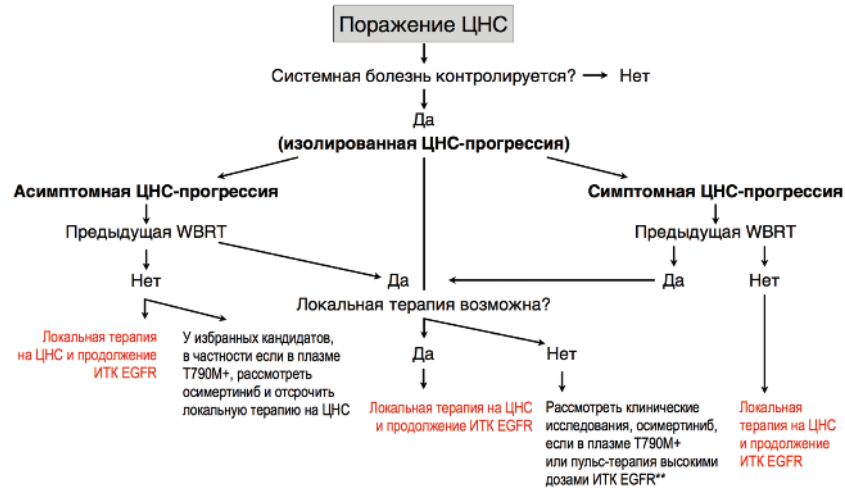 Поражение ЦНС
Системная болезнь контролируется? Нет
Да
(изолированная ЦНС-прогрессия)
Асимптомная ЦНС-прогрессия
Симптомная ЦНС-прогрессия
Предыдущая WBRT
Предыдущая WBRT
Нет
Да
Да
Нет
Локальная терапия возможна?
Локальная терапия
на ЦНС и продолжение
ИТК EGFR
У избранных кандидатов,
в частности если в плазме
T790M+, рассмотреть
осимертиниб и отсрочить
локальную терапию на ЦНС
Да
Нет
Локальная терапия на ЦНС
и продолжение ИТК EGFR
Рассмотреть клинические
исследования, осимертиниб,
если в плазме T790M+
или пульс-терапия высокими
дозами ИТК EGFR**
Локальная
терапия на ЦНС
и продолжение
ИТК EGFR